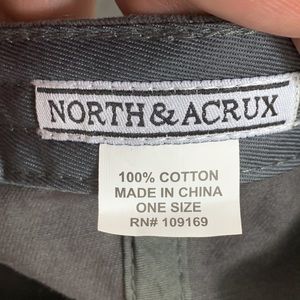 NORTH & ACRUX
100% COTTON
MADE IN CHINA
ONE SIZE
RN# 109169